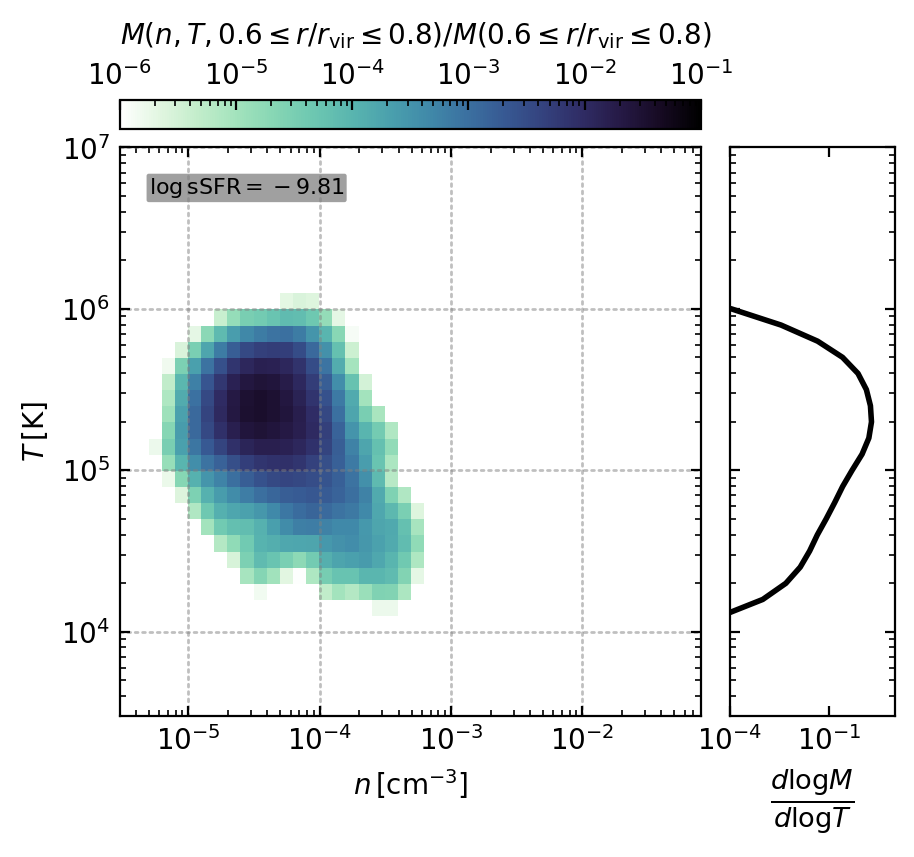 M(n, T, 0.6 ≤ r/r_vir ≤ 0.8)/M(0.6 ≤ r/r_vir ≤ 0.8)
10^−6 10^−5 10^−4 10^−3 10^−2 10^−1
log sSFR = −9.81
10^7
10^6
10^5
10^4
T [K]
10^−5 10^−4 10^−3 10^−2
n [cm^−3]
10^−4 10^−1
dlogM
dlogT